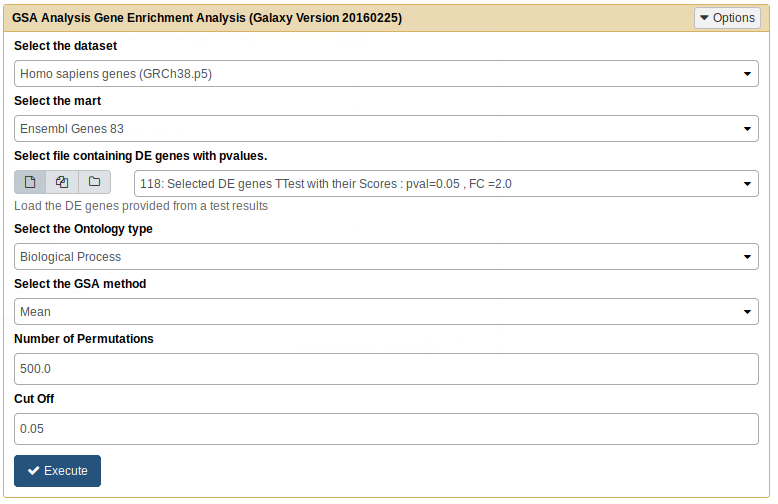 GSA Analysis Gene Enrichment Analysis (Galaxy Version 20160225)
Options
Select the dataset
Homo sapiens genes (GRCh38.p5)
Select the mart
Ensembl Genes 83
Select file containing DE genes with pvalues.
118: Selected DE genes TTest with their Scores : pval=0.05 , FC =2.0
Load the DE genes provided from a test results
Select the Ontology type
Biological Process
Select the GSA method
Mean
Number of Permutations
500.0
Cut Off
0.05
Execute